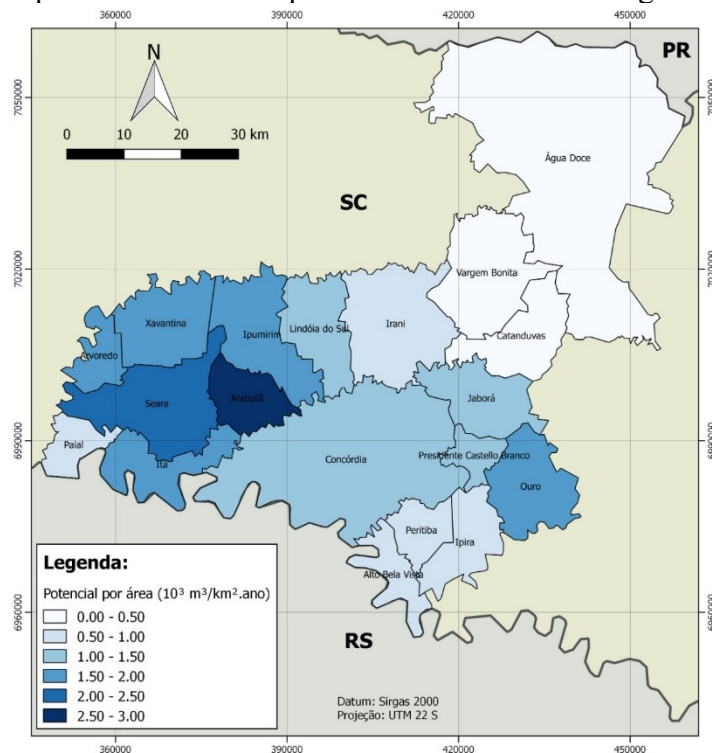 360000 390000 420000 450000
N
PR
7050000 7050000
0 10 20 30 km
Água Doce
SC
Vargem Bonita
7020000 7020000
Xavantina
Ipumirim
Lindóia do Sul
Irani
Catanduvas
Arvoredo
Seara
Arabutã
Jaborá
6990000 6990000
Paial
Itá
Concórdia
Presidente Castello Branco
Ouro
Peritiba
Ipira
Alto Bela Vista
Legenda:
Potencial por área (10³ m³/km².ano)
0.00 - 0.50
0.50 - 1.00
1.00 - 1.50
1.50 - 2.00
2.00 - 2.50
2.50 - 3.00
6960000 6960000
RS
Datum: Sirgas 2000
Projeção: UTM 22 S
360000 390000 420000 450000